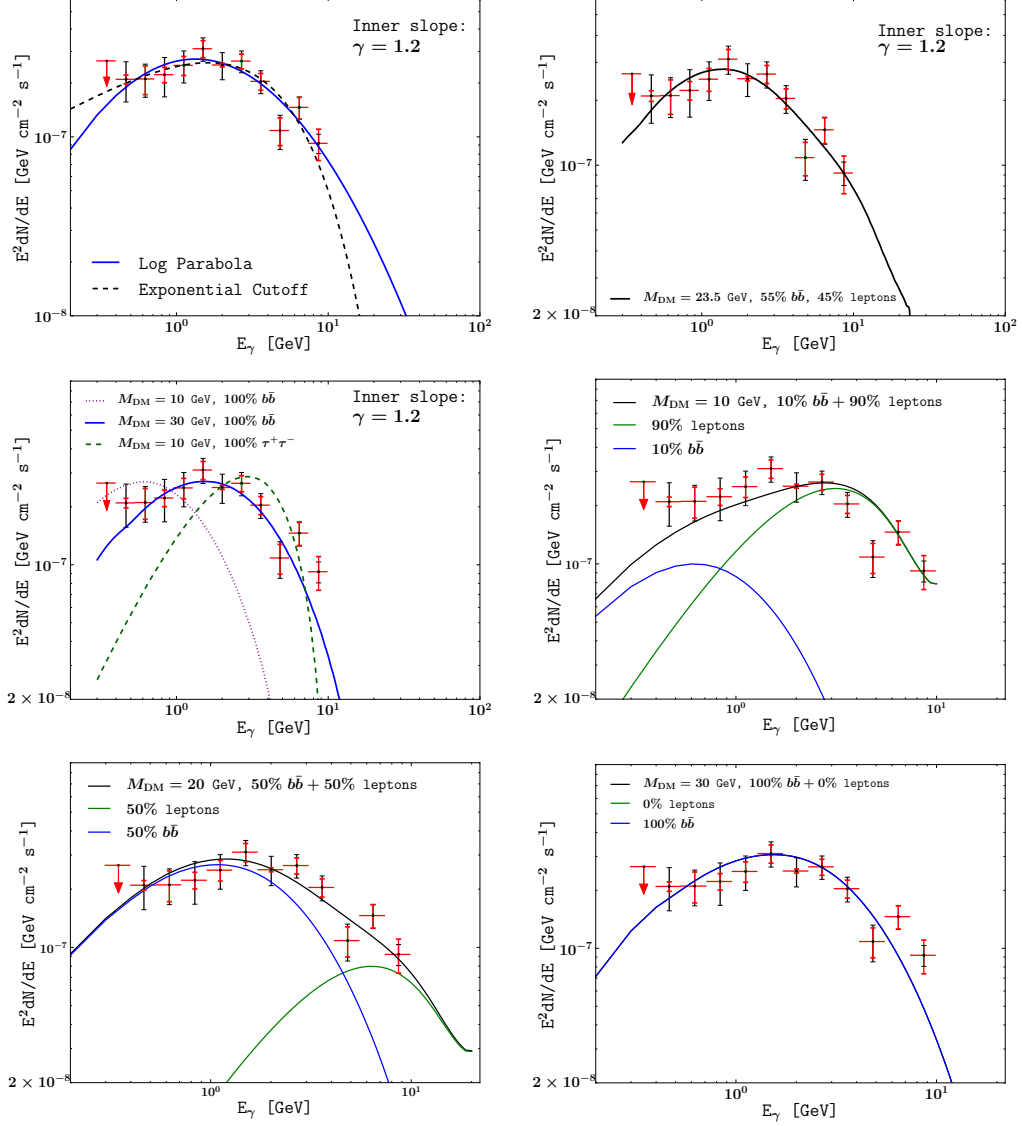 Inner slope:
γ = 1.2
E²dN/dE [GeV cm⁻² s⁻¹]
10⁻⁷
10⁻⁸
Log Parabola
Exponential Cutoff
10⁰ 10¹ 10²
E_γ [GeV]
Inner slope:
γ = 1.2
E²dN/dE [GeV cm⁻² s⁻¹]
10⁻⁷
2 × 10⁻⁸
M_DM = 23.5 GeV, 55% bb̄, 45% leptons
10⁰ 10¹ 10²
E_γ [GeV]
M_DM = 10 GeV, 100% bb̄
M_DM = 30 GeV, 100% bb̄
M_DM = 10 GeV, 100% τ⁺τ⁻
Inner slope:
γ = 1.2
E²dN/dE [GeV cm⁻² s⁻¹]
10⁻⁷
2 × 10⁻⁸
10⁰ 10¹ 10²
E_γ [GeV]
M_DM = 10 GeV, 10% bb̄ + 90% leptons
90% leptons
10% bb̄
E²dN/dE [GeV cm⁻² s⁻¹]
10⁻⁷
2 × 10⁻⁸
10⁰ 10¹
E_γ [GeV]
M_DM = 20 GeV, 50% bb̄ + 50% leptons
50% leptons
50% bb̄
E²dN/dE [GeV cm⁻² s⁻¹]
10⁻⁷
2 × 10⁻⁸
10⁰ 10¹
E_γ [GeV]
M_DM = 30 GeV, 100% bb̄ + 0% leptons
0% leptons
100% bb̄
E²dN/dE [GeV cm⁻² s⁻¹]
10⁻⁷
2 × 10⁻⁸
10⁰ 10¹
E_γ [GeV]